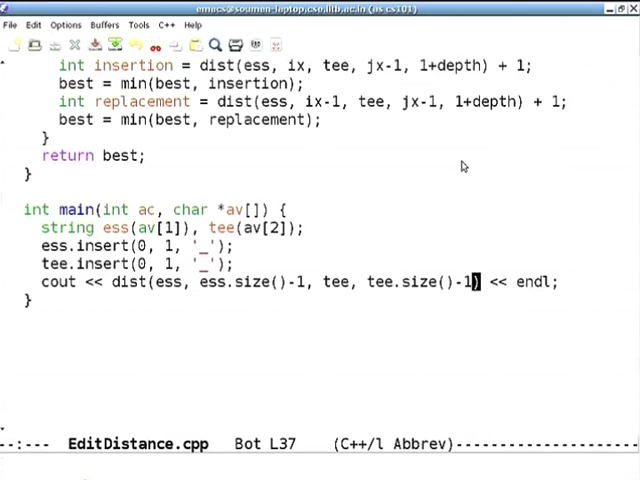 emacs@soumen-laptop.cse.iitb.ac.in (as cs101)
File Edit Options Buffers Tools C++ Help
int insertion = dist(ess, ix, tee, jx-1, 1+depth) + 1;
best = min(best, insertion);
int replacement = dist(ess, ix-1, tee, jx-1, 1+depth) + 1;
best = min(best, replacement);
}
return best;
}
int main(int ac, char *av[]) {
string ess(av[1]), tee(av[2]);
ess.insert(0, 1, '_');
tee.insert(0, 1, '_');
cout << dist(ess, ess.size()-1, tee, tee.size()-1) << endl;
}
--:--- EditDistance.cpp Bot L37 (C++/l Abbrev)--------------------